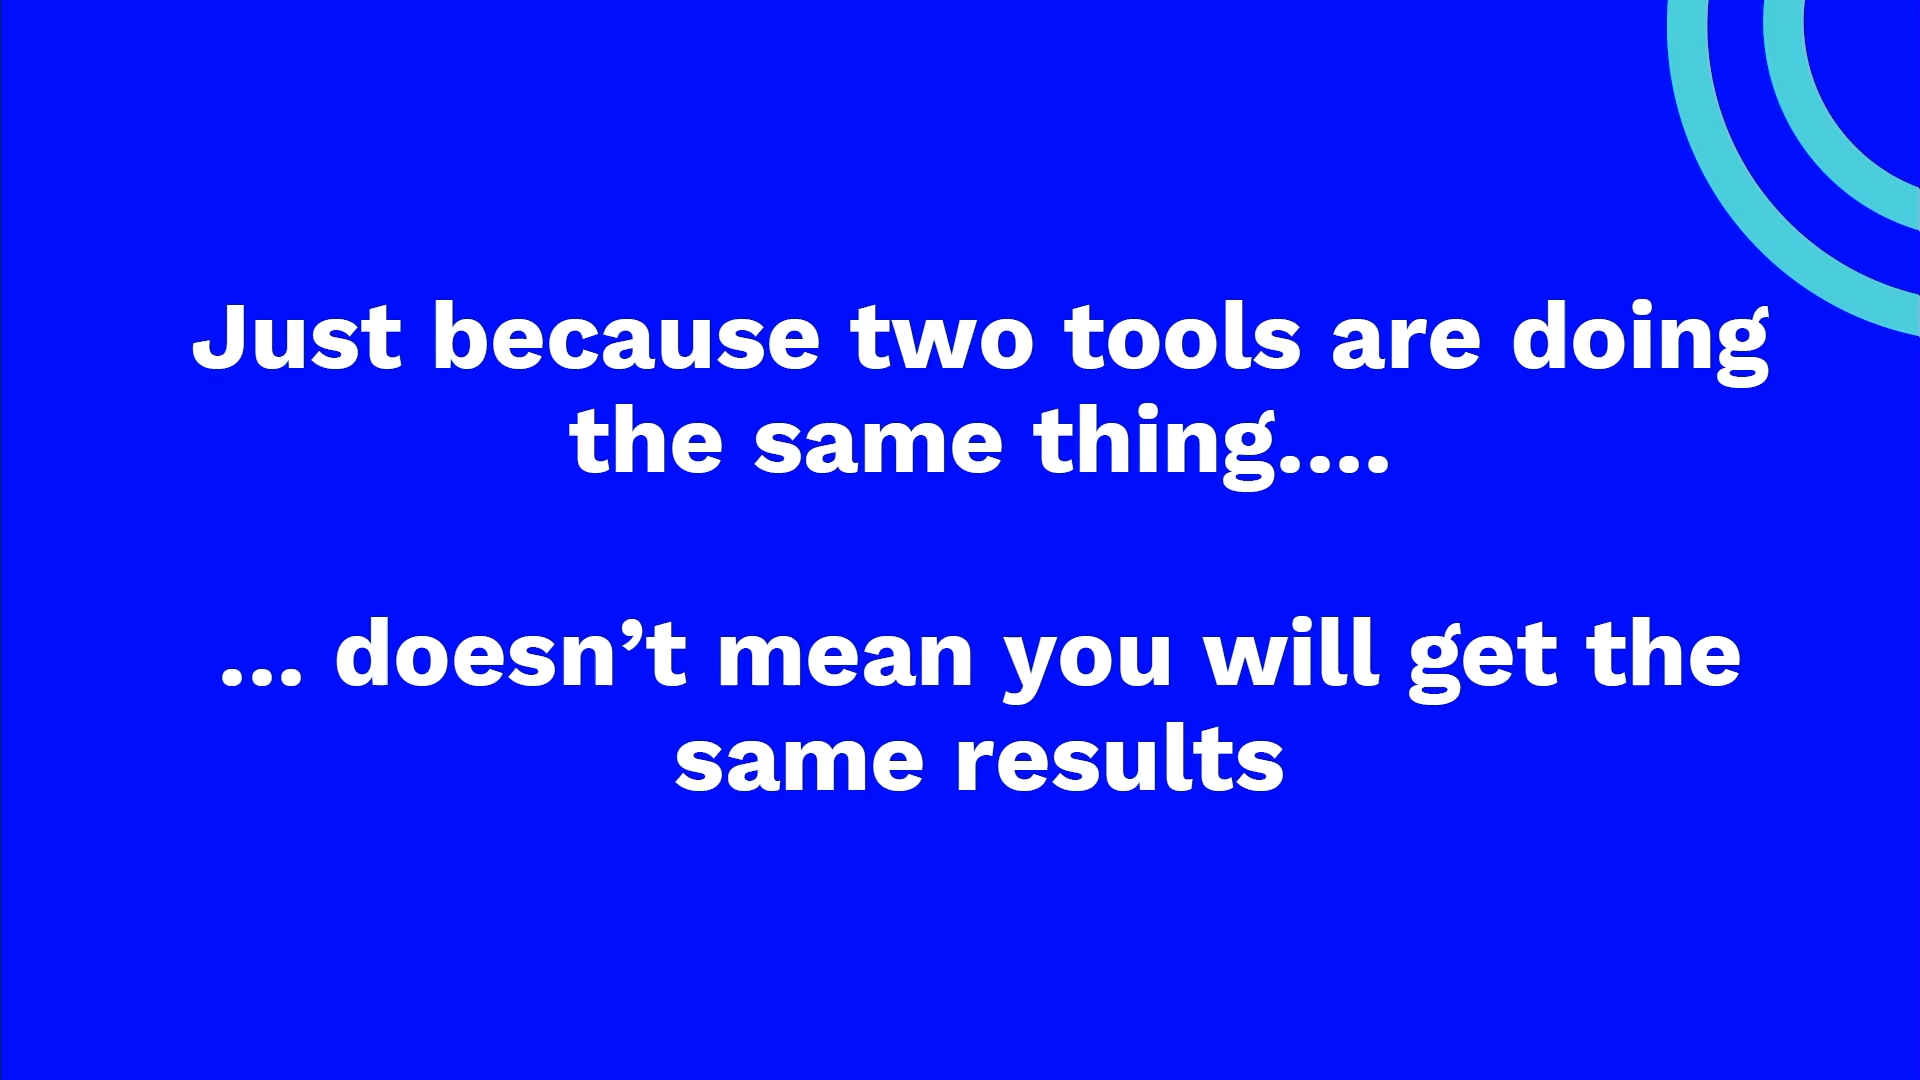 Just because two tools are doing
the same thing....
... doesn’t mean you will get the
same results